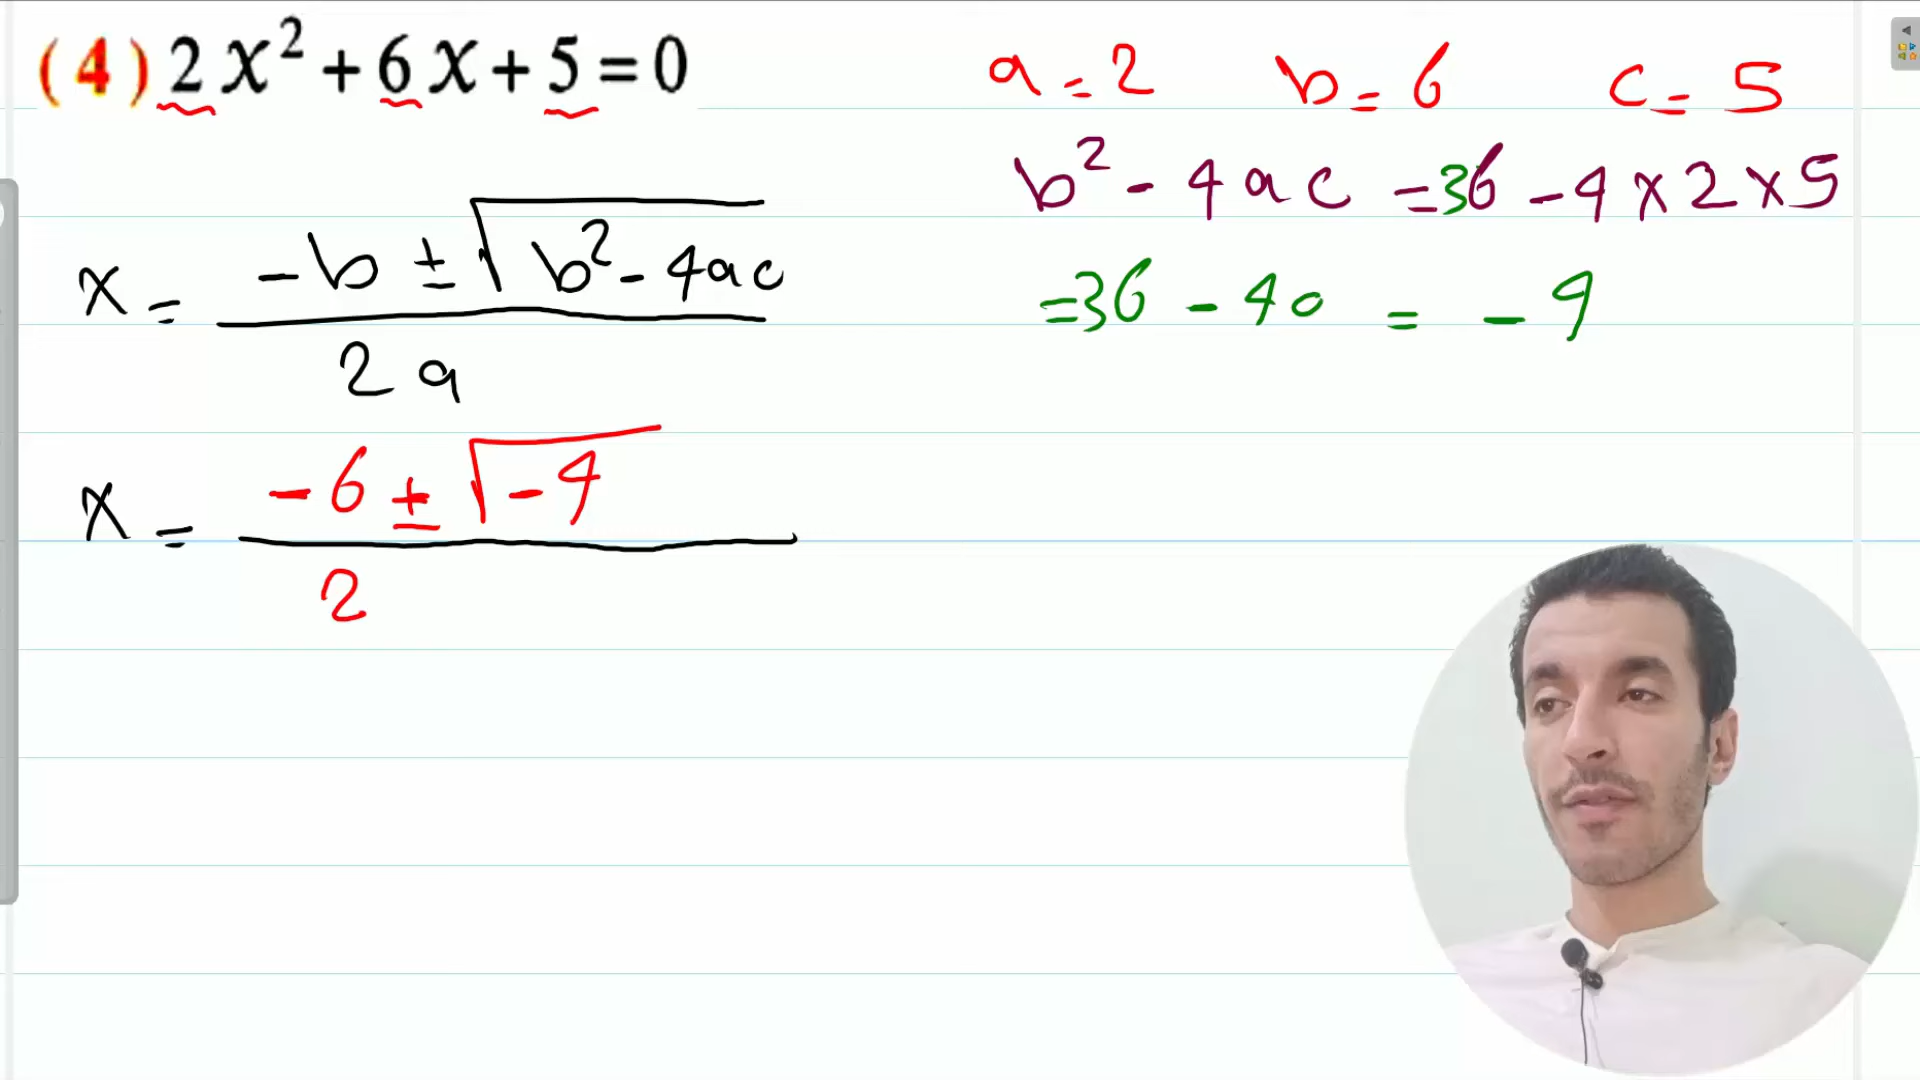 (4) 2x² + 6x + 5 = 0
a = 2 b = 6 c = 5
b² - 4ac = 36 - 4 × 2 × 5
= 36 - 40 = - 4
x = -b ± √b² - 4ac
2a
x = -6 ± √-4
2